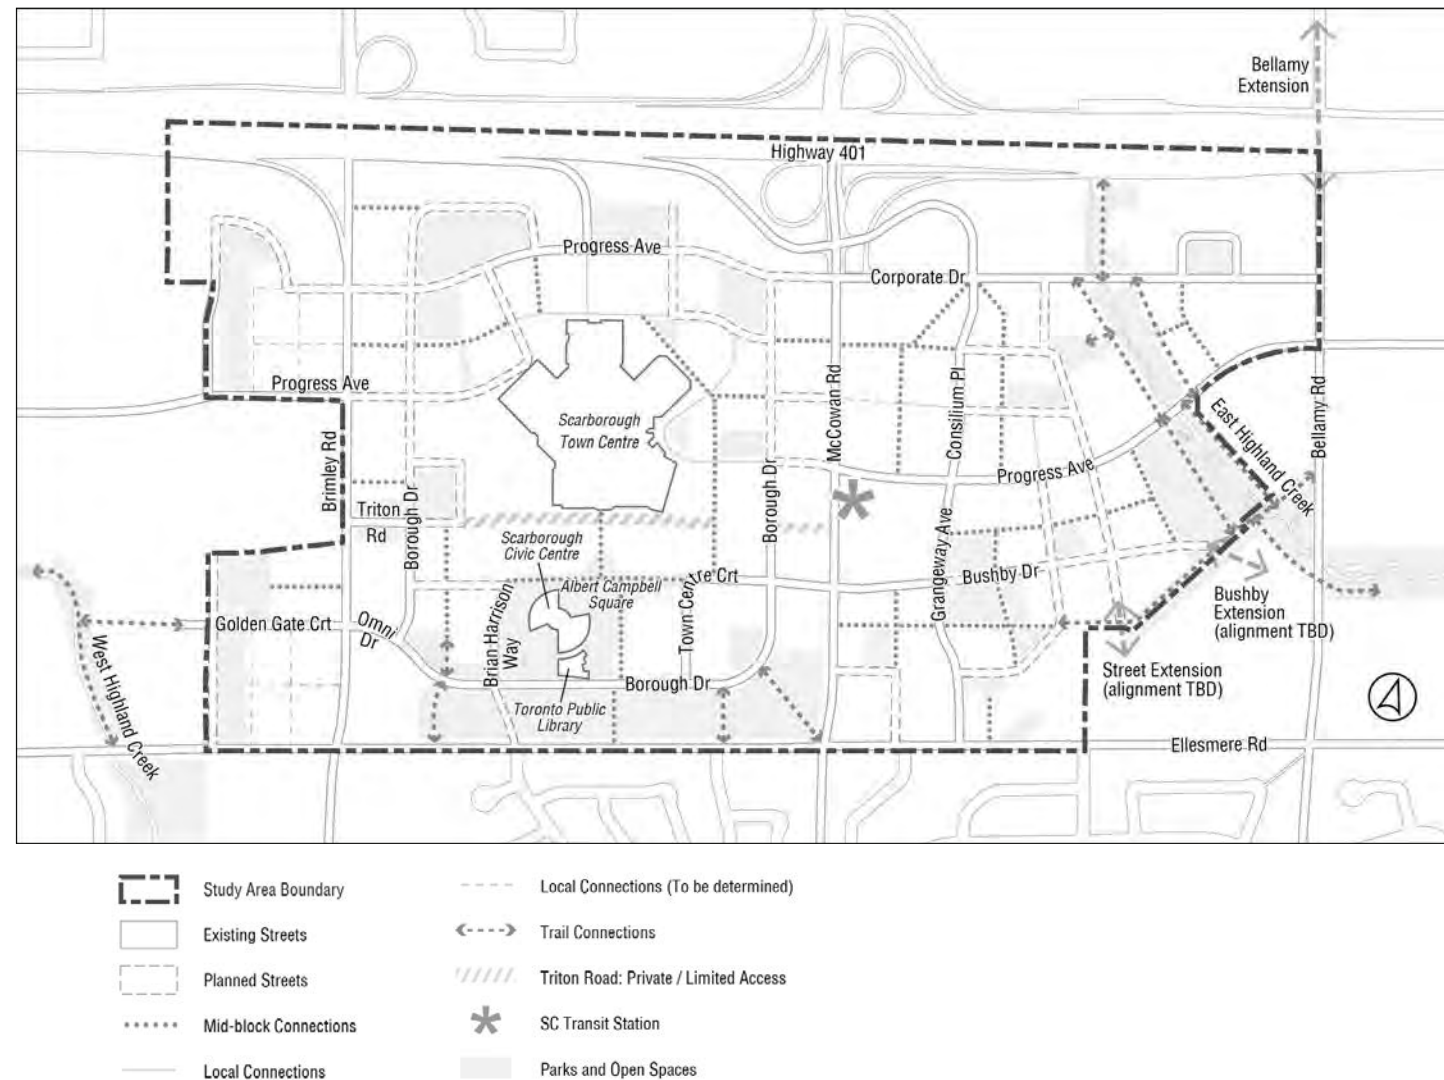 Bellamy
Extension
Highway 401
Progress Ave
Corporate Dr
Progress Ave
Scarborough
Town Centre
Brimley Rd
Borough Dr
Triton
Rd
McCowan Rd
Consilium Pl
Bellamy Rd
East Highland Creek
Progress Ave
Borough Dr
Scarborough
Civic Centre
Albert Campbell
Square
Town Centre Crt
Grangeway Ave
Bushby Dr
Bushby
Extension
(alignment TBD)
Golden Gate Crt
Omni
Dr
Brian Harrison
Way
West Highland Creek
Borough Dr
Toronto Public
Library
Street Extension
(alignment TBD)
Ellesmere Rd
Study Area Boundary
Existing Streets
Planned Streets
Mid-block Connections
Local Connections
Local Connections (To be determined)
Trail Connections
Triton Road: Private / Limited Access
SC Transit Station
Parks and Open Spaces